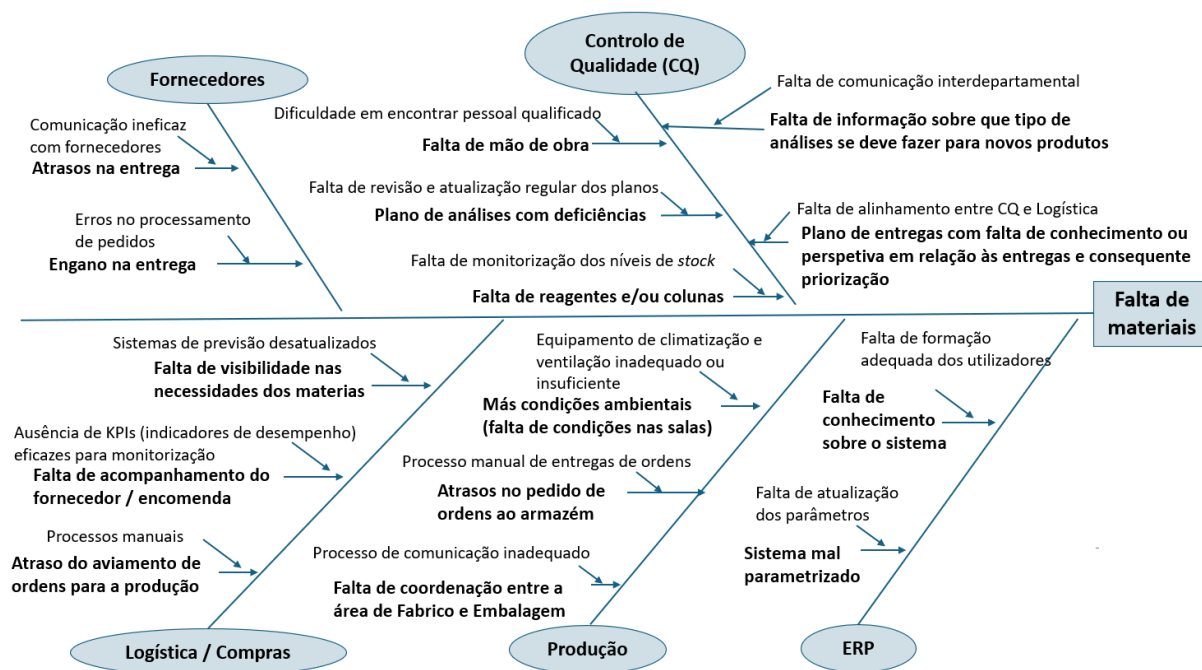 Fornecedores
Comunicação ineficaz
com fornecedores
Atrasos na entrega
Erros no processamento
de pedidos
Engano na entrega
Controlo de
Qualidade (CQ)
Dificuldade em encontrar pessoal qualificado
Falta de mão de obra
Falta de revisão e atualização regular dos planos
Plano de análises com deficiências
Falta de monitorização dos níveis de stock
Falta de reagentes e/ou colunas
Falta de comunicação interdepartamental
Falta de informação sobre que tipo de
análises se deve fazer para novos produtos
Falta de alinhamento entre CQ e Logística
Plano de entregas com falta de conhecimento ou
perspetiva em relação às entregas e consequente
priorização
Falta de
materiais
Sistemas de previsão desatualizados
Falta de visibilidade nas
necessidades dos materias
Ausência de KPIs (indicadores de desempenho)
eficazes para monitorização
Falta de acompanhamento do
fornecedor / encomenda
Processos manuais
Atraso do aviamento de
ordens para a produção
Logística / Compras
Equipamento de climatização e
ventilação inadequado ou
insuficiente
Más condições ambientais
(falta de condições nas salas)
Processo manual de entregas de ordens
Atrasos no pedido de
ordens ao armazém
Processo de comunicação inadequado
Falta de coordenação entre a
área de Fabrico e Embalagem
Produção
Falta de formação
adequada dos utilizadores
Falta de
conhecimento
sobre o sistema
Falta de atualização
dos parâmetros
Sistema mal
parametrizado
ERP